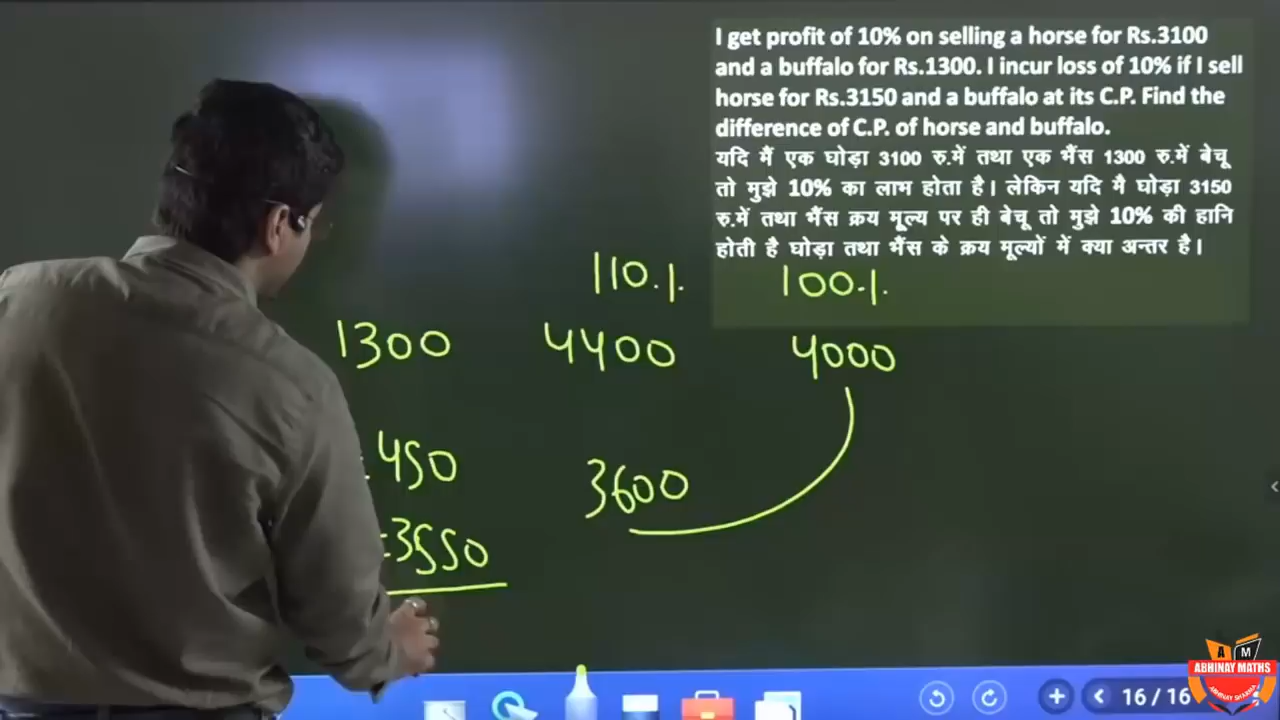 I get profit of 10% on selling a horse for Rs.3100
and a buffalo for Rs.1300. I incur loss of 10% if I sell
horse for Rs.3150 and a buffalo at its C.P. Find the
difference of C.P. of horse and buffalo.
यदि मैं एक घोड़ा 3100 रु.में तथा एक भैंस 1300 रु.में बेचू
तो मुझे 10% का लाभ होता है। लेकिन यदि मै घोड़ा 3150
रु.में तथा भैंस क्रय मूल्य पर ही बेचू तो मुझे 10% की हानि
होती है घोड़ा तथा भैंस के क्रय मूल्यों में क्या अन्तर है।
110% 100%
1300 4400 4000
450 3600
=3550
16 / 16
A M
ABHINAY MATHS
ABHINAY SHARMA